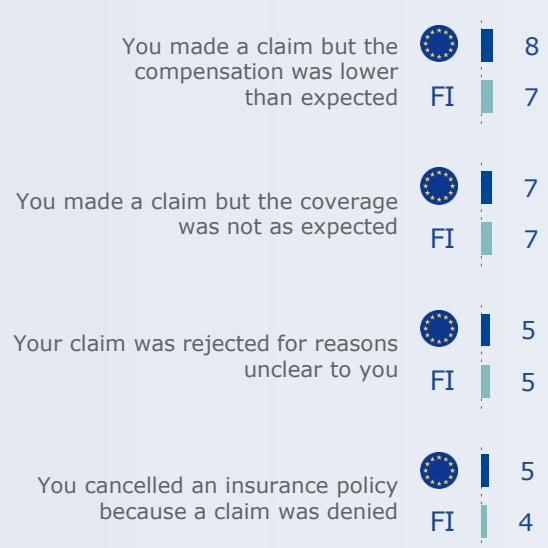 You made a claim but the
compensation was lower
than expected
8
FI 7
You made a claim but the coverage
was not as expected
7
FI 7
Your claim was rejected for reasons
unclear to you
5
FI 5
You cancelled an insurance policy
because a claim was denied
5
FI 4